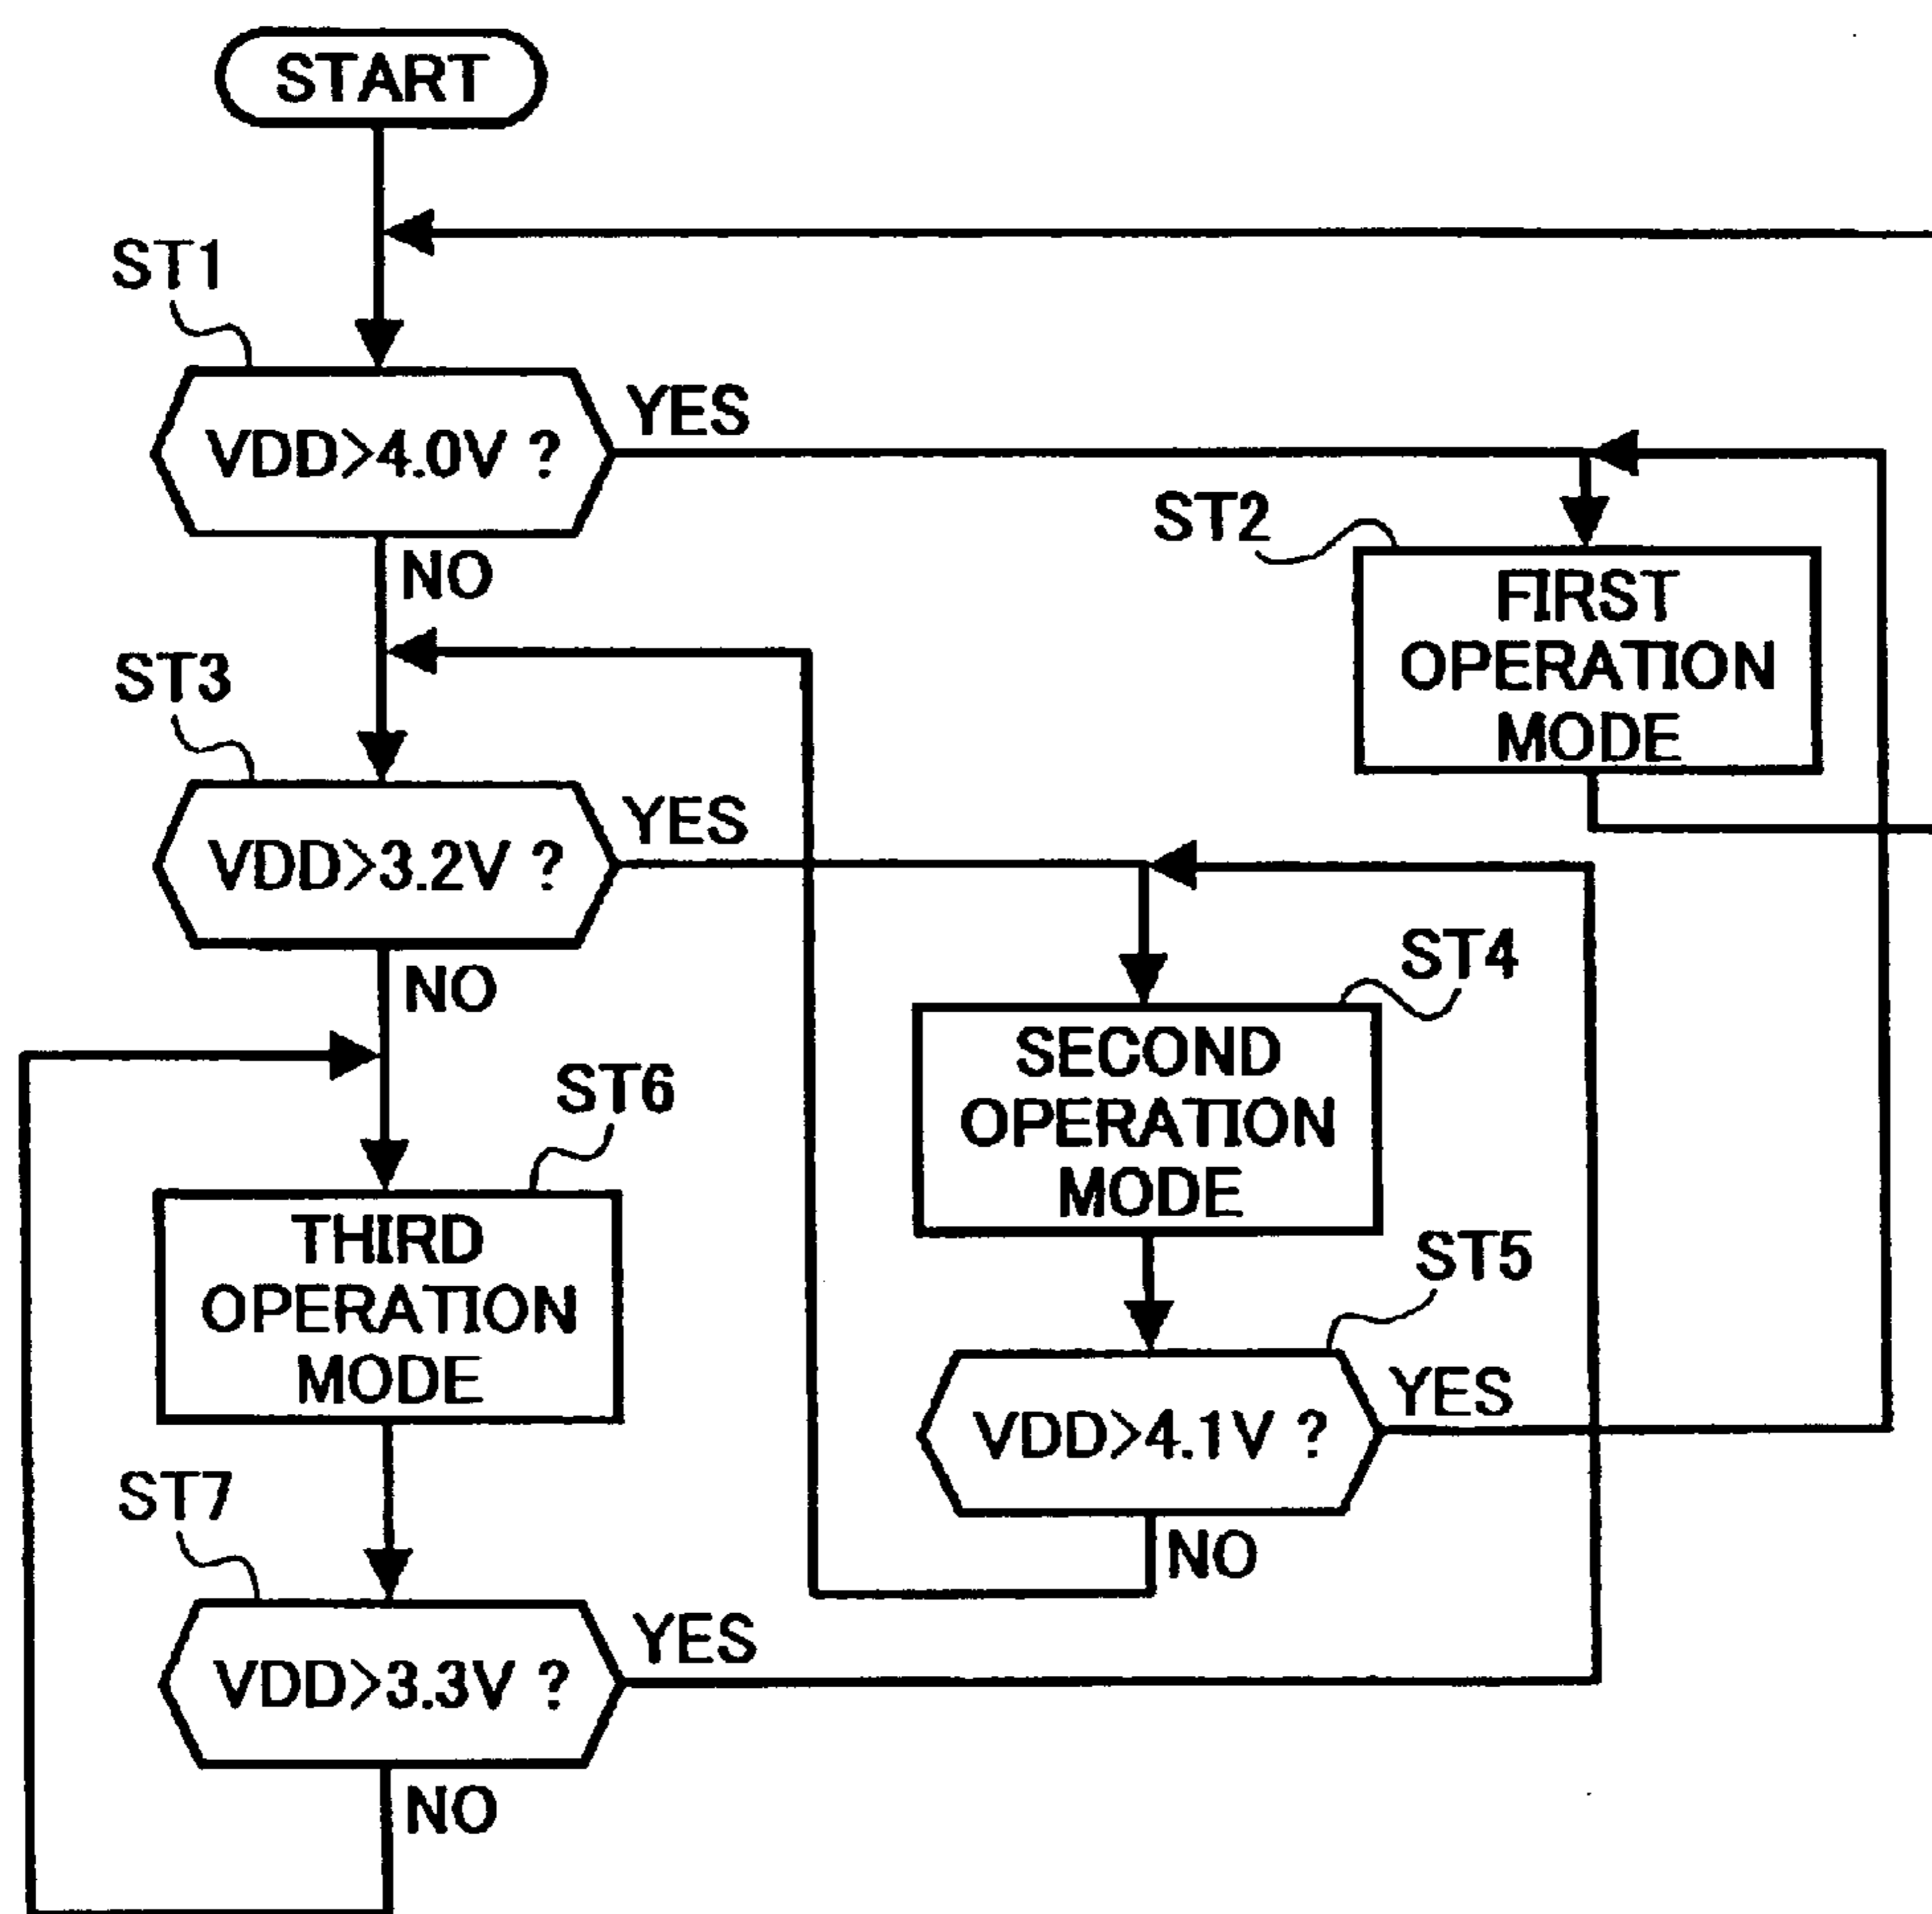 START
ST1
VDD>4.0V ?
YES
NO
ST2
FIRST
OPERATION
MODE
ST3
VDD>3.2V ?
YES
NO
ST4
SECOND
OPERATION
MODE
ST5
VDD>4.1V ?
YES
NO
ST6
THIRD
OPERATION
MODE
ST7
VDD>3.3V ?
YES
NO